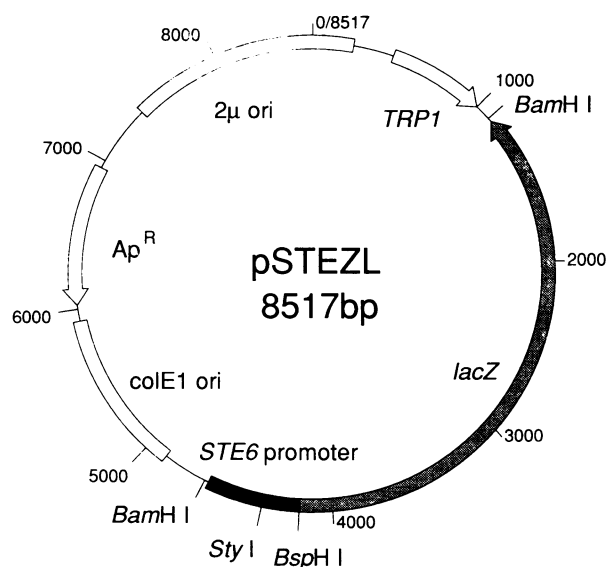 0/8517
8000
1000
BamH I
TRP1
2μ ori
7000
Ap R
pSTEZL
8517bp
2000
6000
colE1 ori
lacZ
3000
STE6 promoter
5000
BamH I
4000
Sty I
BspH I